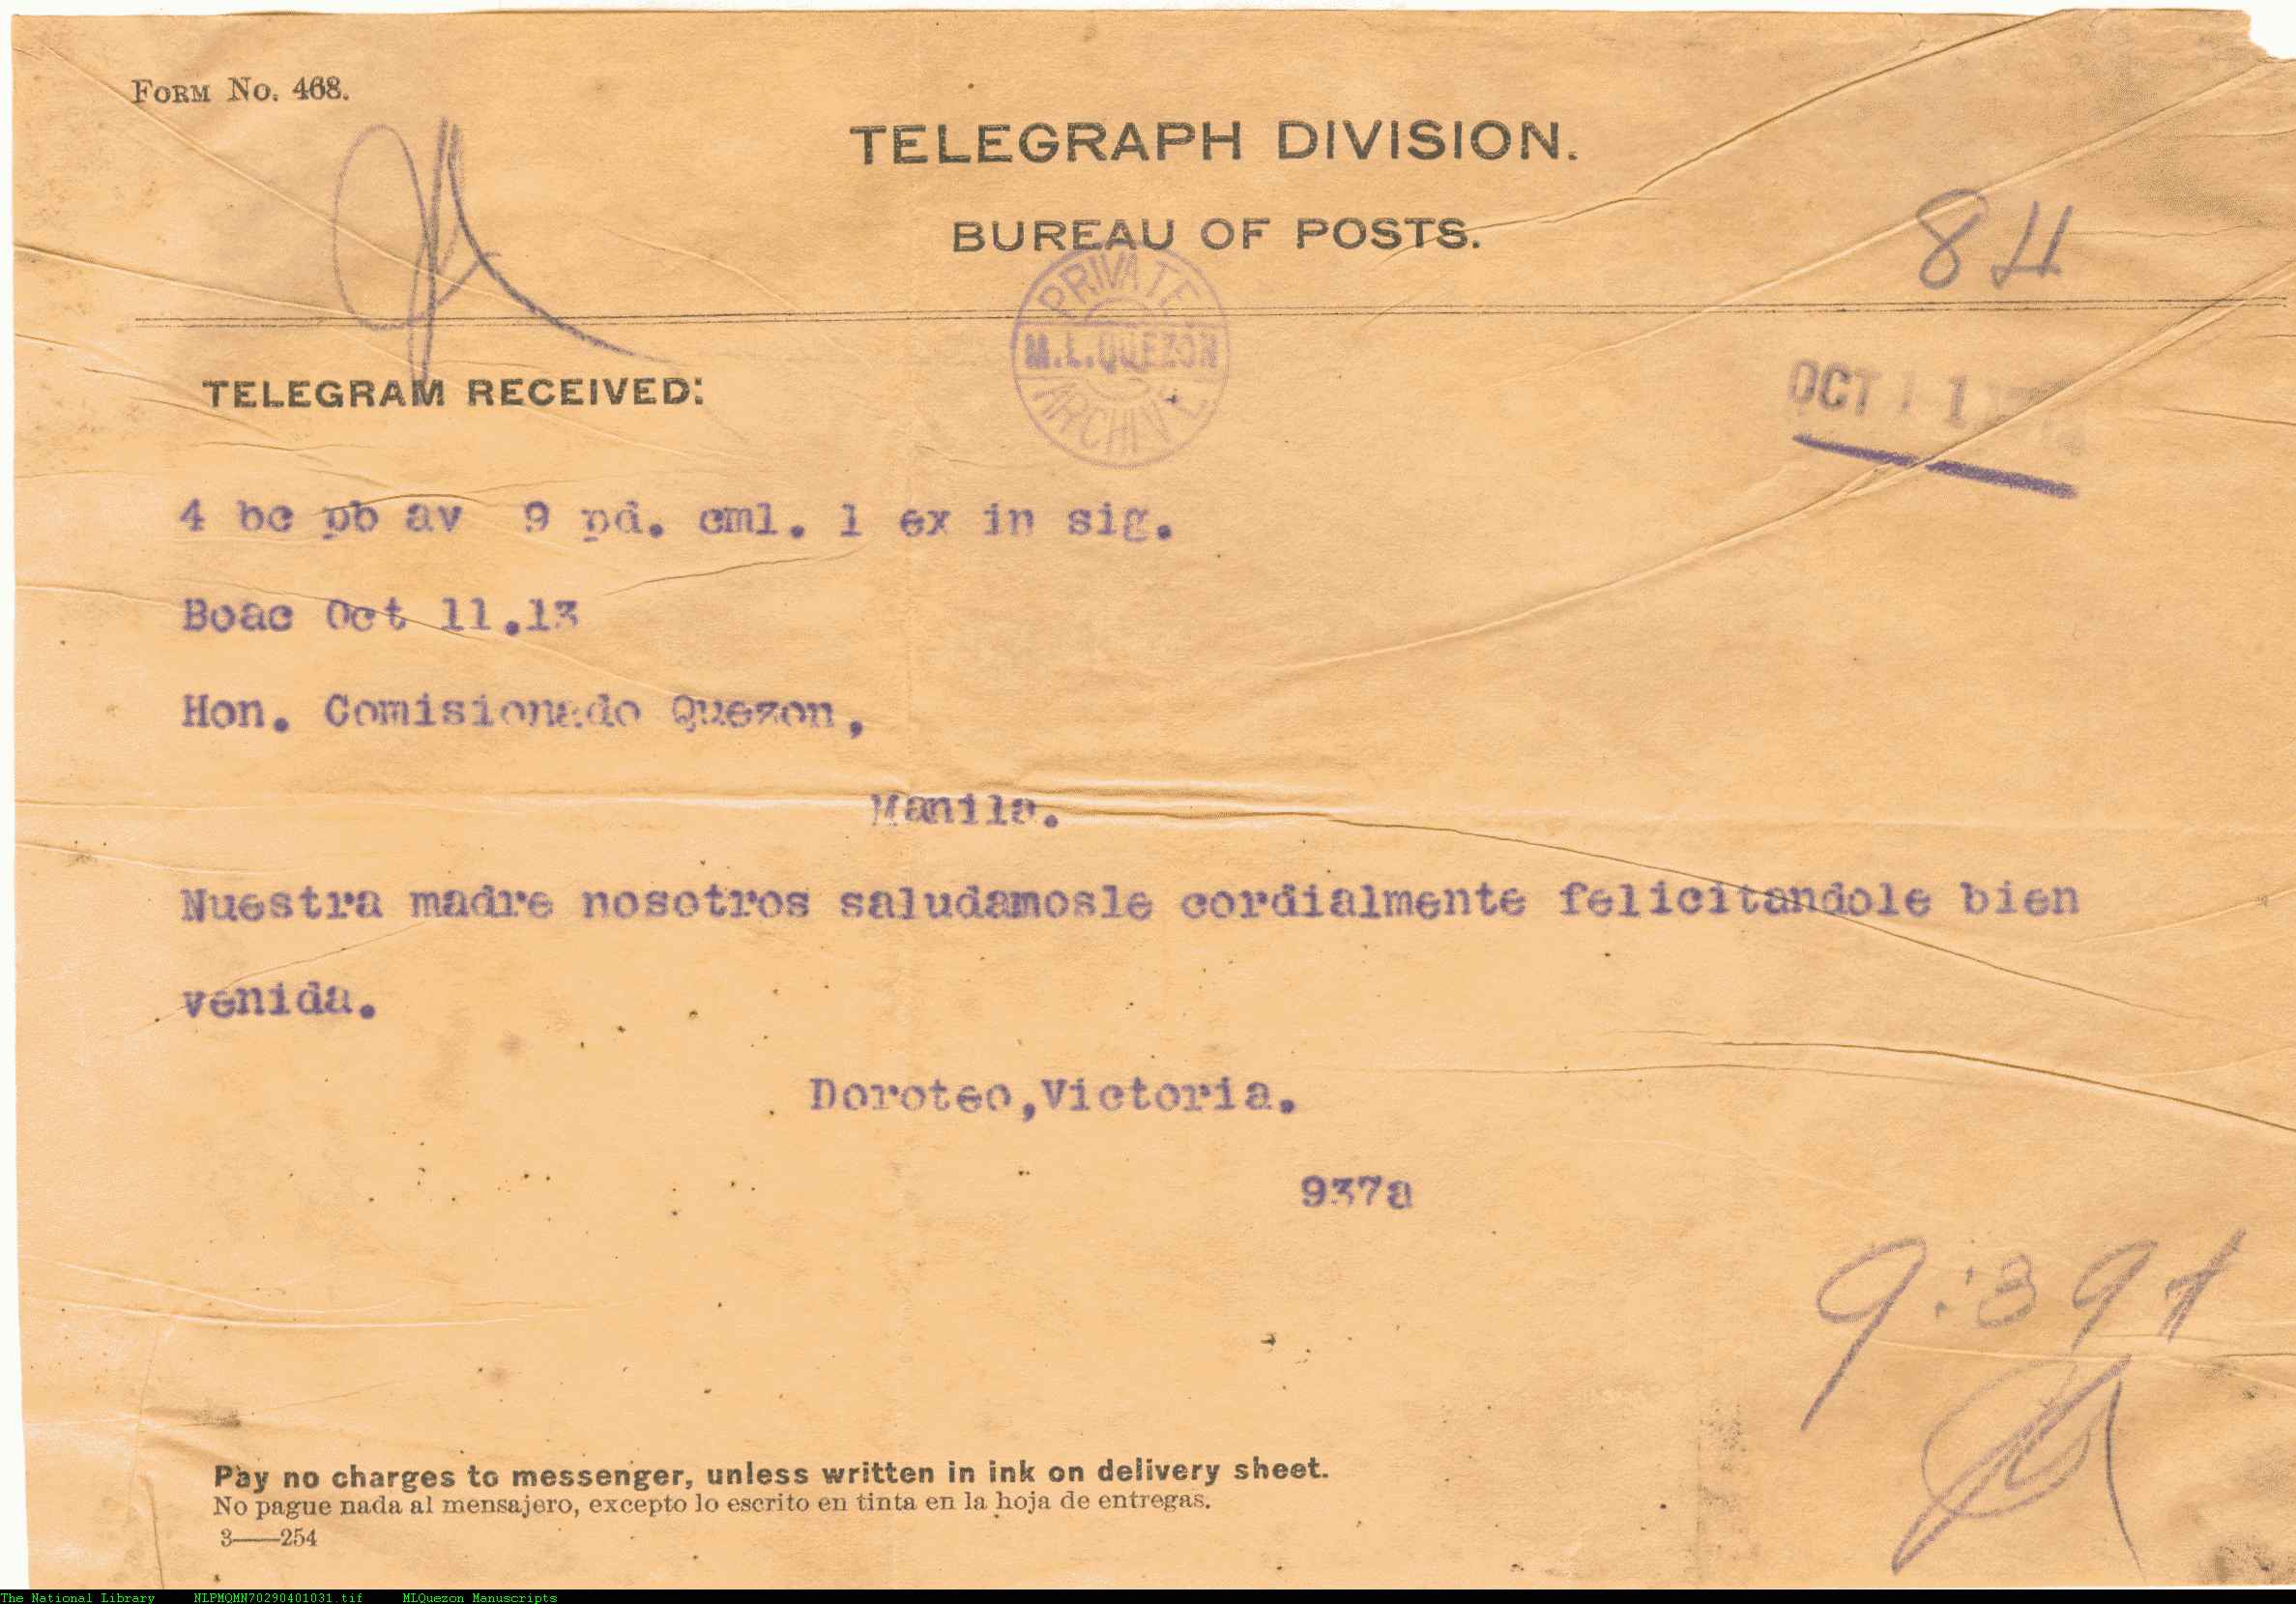 FORM No. 468.
TELEGRAPH DIVISION.
BUREAU OF POSTS.
84
PRIVATE
M.L.QUEZON
ARCHIVE
TELEGRAM RECEIVED:
OCT 11
4 bc pb av 9 pd. cml. 1 ex in sig.
Boac Oct 11.13
Hon. Comisionado Quezon,
Manila.
Nuestra madre nosotros saludamosle cordialmente felicitandole bien
venida.
Doroteo,Victoria.
937a
9:39
Pay no charges to messenger, unless written in ink on delivery sheet.
No pague nada al mensajero, excepto lo escrito en tinta en la hoja de entregas.
3——254
The National Library NLPMQMN70290401031.tif MLQuezon Manuscripts